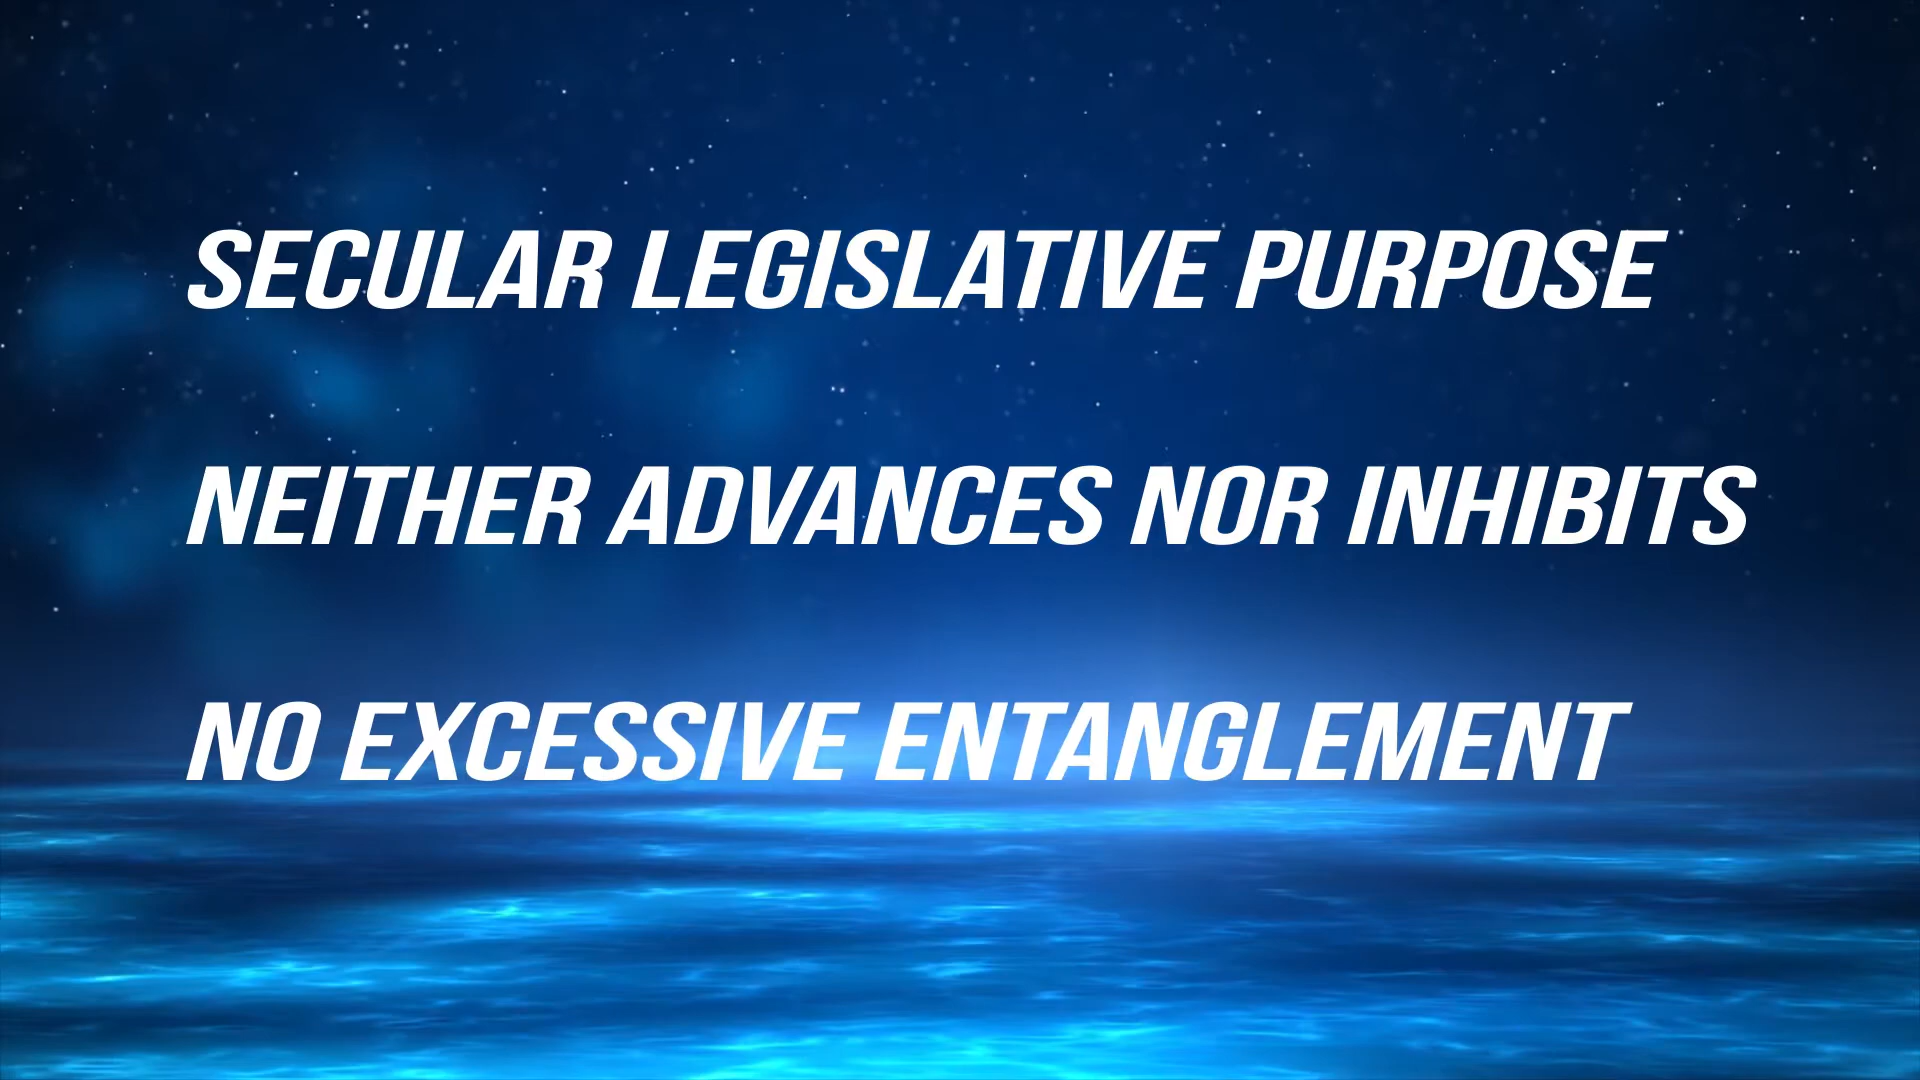 SECULAR LEGISLATIVE PURPOSE
NEITHER ADVANCES NOR INHIBITS
NO EXCESSIVE ENTANGLEMENT